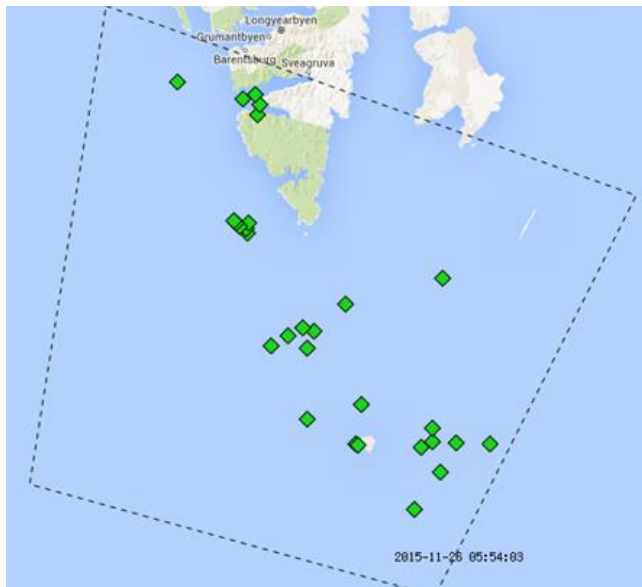 Longyearbyen
Grumantbyen
Barentsburg
Sveagruva
2015-11-26 05:54:03